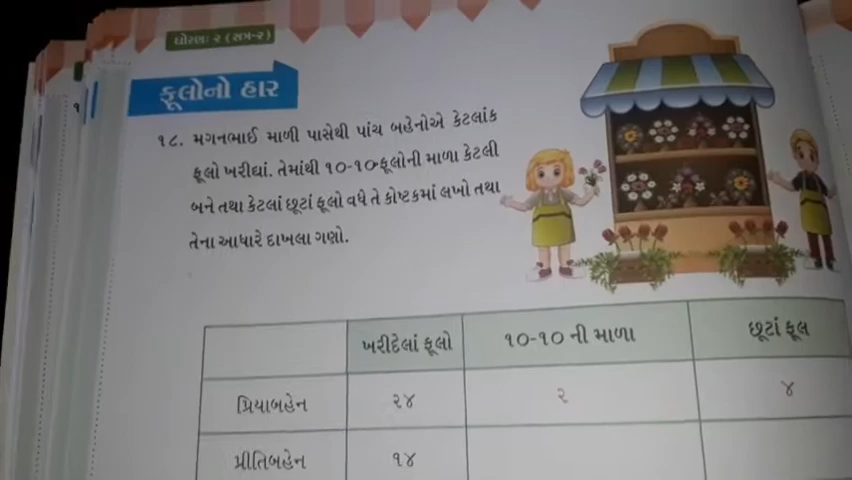 ધોરણઃ ૨ (સત્ર-૨)
ફૂલોનો હાર
૧૮. મગનભાઈ માળી પાસેથી પાંચ બહેનોએ કેટલાંક
ફૂલો ખરીદ્યાં. તેમાંથી ૧૦-૧૦ ફૂલોની માળા કેટલી
બને તથા કેટલાં છૂટાં ફૂલો વધે તે કોષ્ટકમાં લખો તથા
તેના આધારે દાખલા ગણો.
ખરીદેલાં ફૂલો ૧૦-૧૦ ની માળા છૂટાં ફૂલ
પ્રિયાબહેન ૨૪ ૨ ૪
પ્રીતિબહેન ૧૪